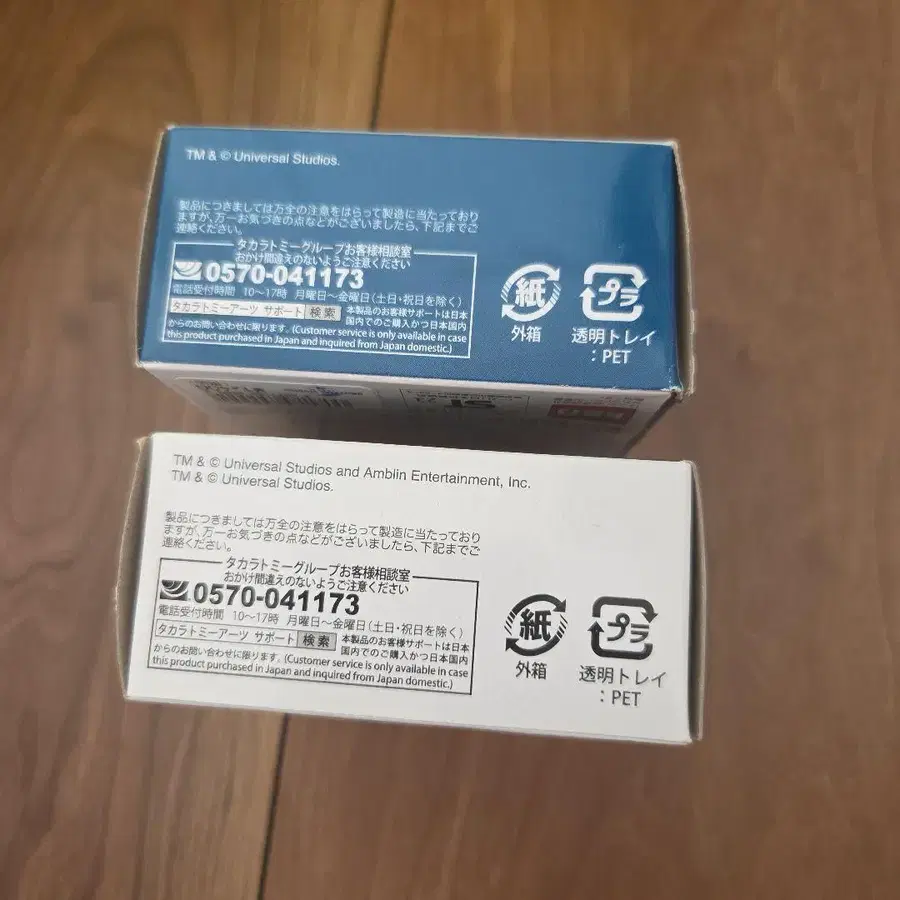 TM & © Universal Studios.
製品につきましては万全の注意をはらって製造に当たっており
ますが、万一お気づきの点などがございましたら、下記までご
連絡ください。
タカラトミーグループお客様相談室
おかけ間違えのないようご注意ください
0570-041173
電話受付時間 10〜17時 月曜日〜金曜日(土日・祝日を除く)
タカラトミーアーツ サポート 検索 本製品のお客様サポートは日本
国内でのご購入かつ日本国内
からのお問い合わせに限ります。(Customer service is only available in case
this product purchased in Japan and inquired from Japan domestic.)
紙
外箱
プラ
透明トレイ
:PET
TM & © Universal Studios and Amblin Entertainment, Inc.
TM & © Universal Studios.
製品につきましては万全の注意をはらって製造に当たっており
ますが、万一お気づきの点などがございましたら、下記までご
連絡ください。
タカラトミーグループお客様相談室
おかけ間違えのないようご注意ください
0570-041173
電話受付時間 10〜17時 月曜日〜金曜日(土日・祝日を除く)
タカラトミーアーツ サポート 検索 本製品のお客様サポートは日本
国内でのご購入かつ日本国内
からのお問い合わせに限ります。(Customer service is only available in case
this product purchased in Japan and inquired from Japan domestic.)
紙
外箱
プラ
透明トレイ
:PET